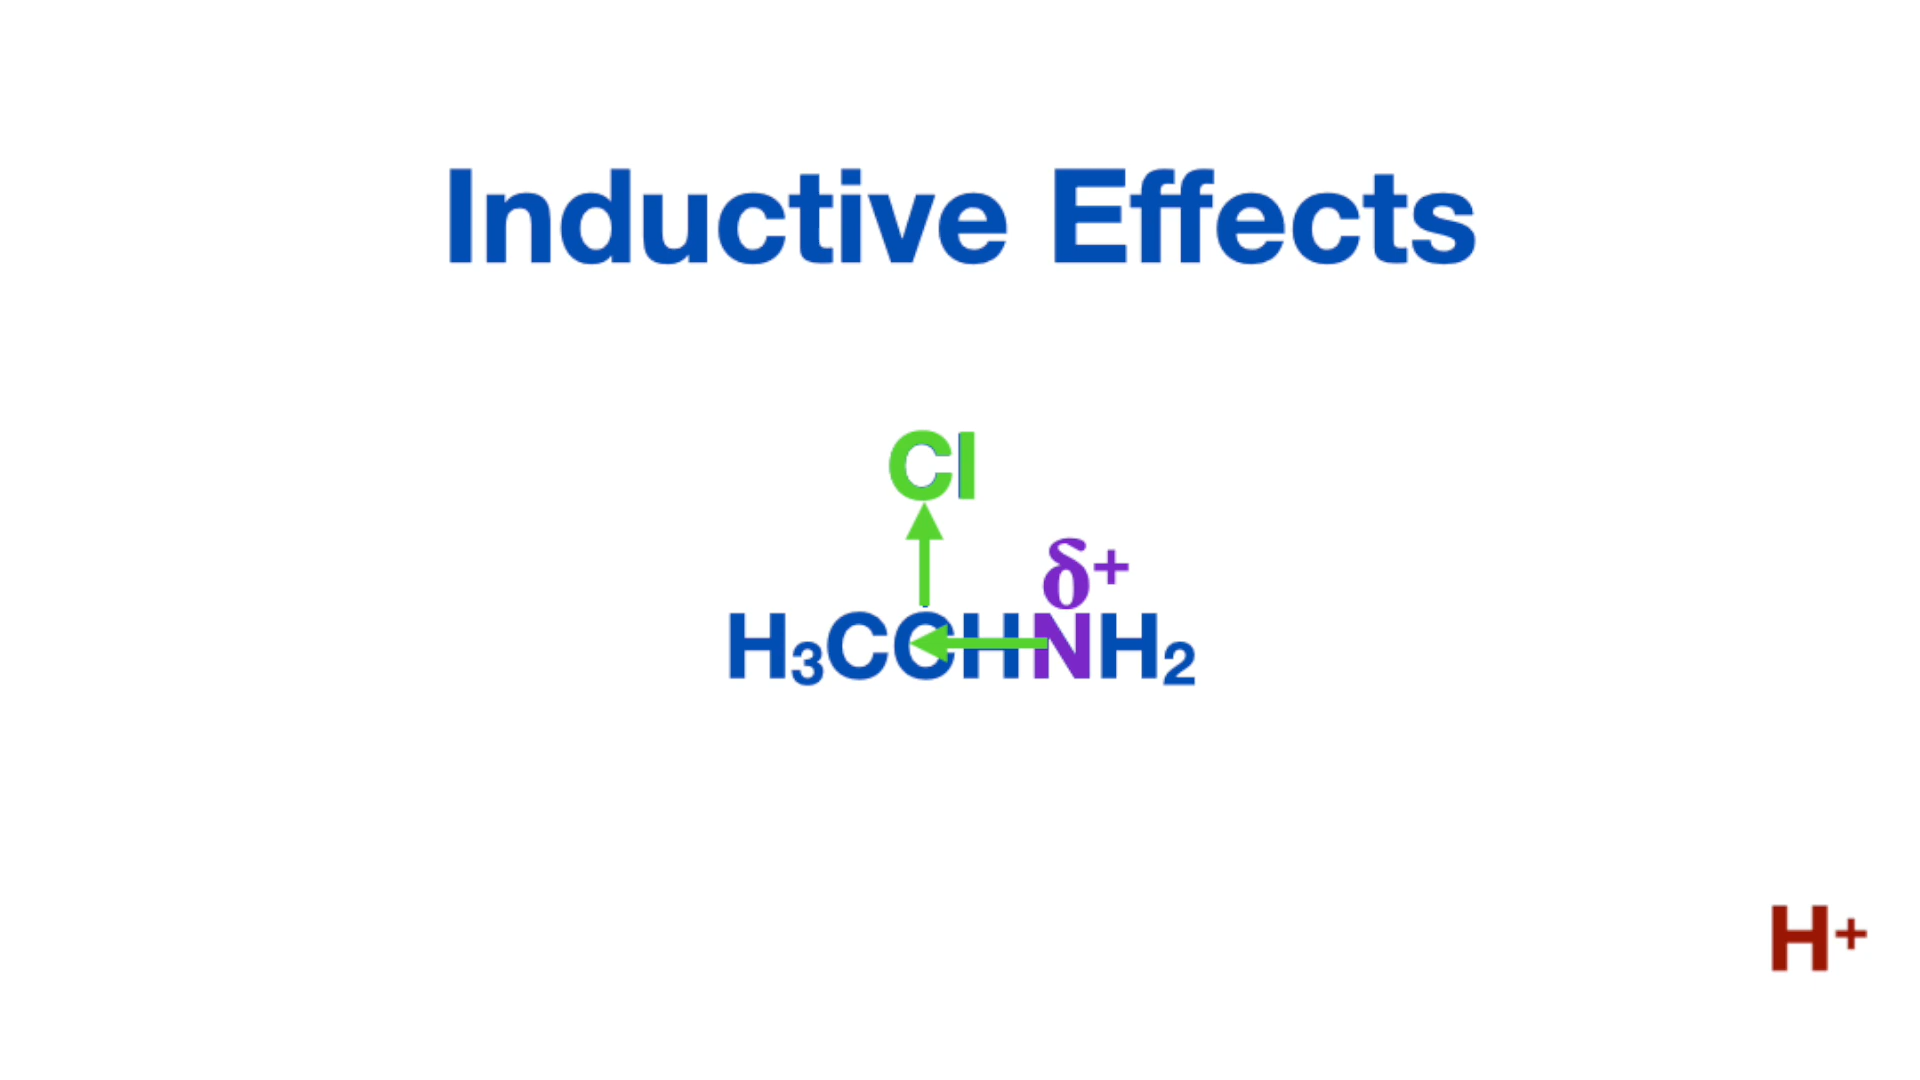 Inductive Effects
Cl
δ+
H₃CCHNH₂
H+